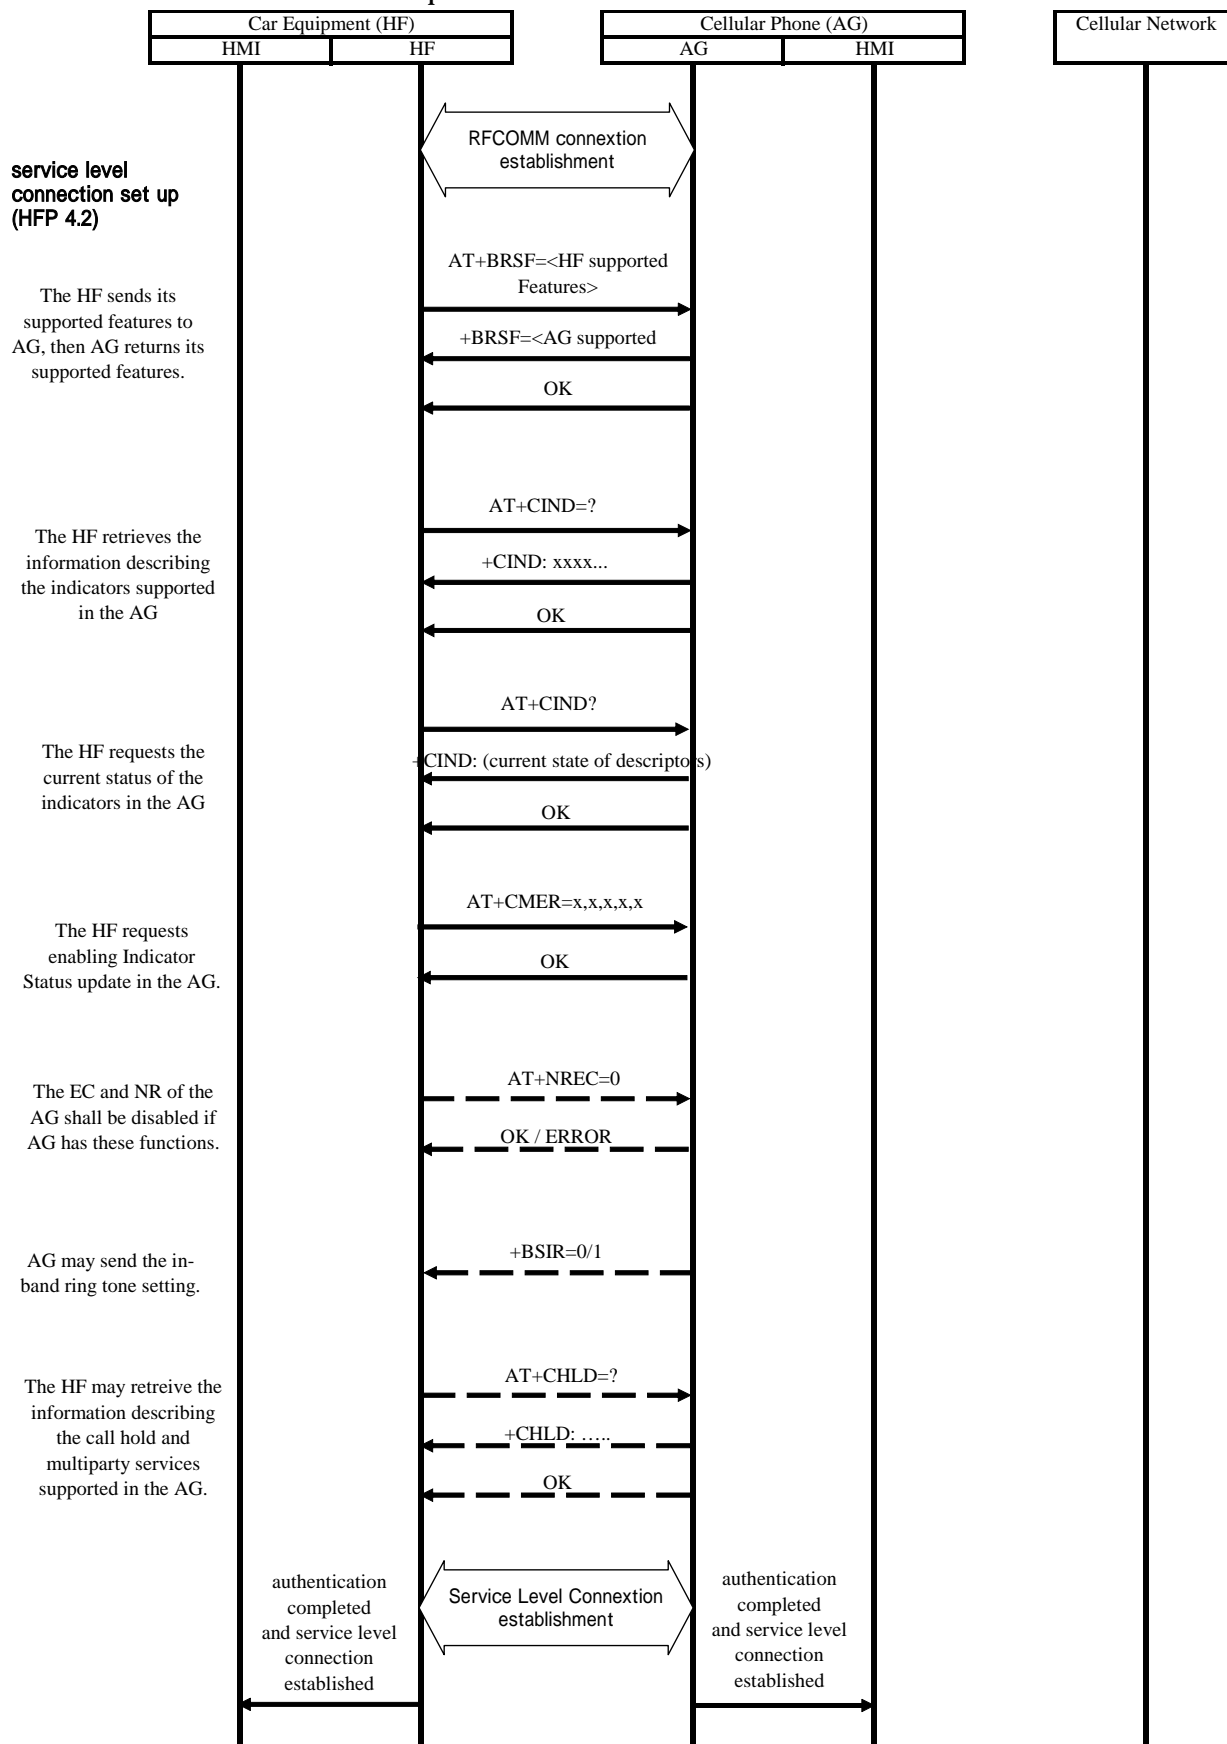 Car Equipment (HF)
Cellular Phone (AG)
Cellular Network
HMI
HF
AG
HMI
RFCOMM connextion
establishment
service level
connection set up
(HFP 4.2)
AT+BRSF=<HF supported
Features>
The HF sends its
supported features to
AG, then AG returns its
supported features.
+BRSF=<AG supported
OK
AT+CIND=?
The HF retrieves the
information describing
the indicators supported
in the AG
+CIND: xxxx...
OK
AT+CIND?
The HF requests the
current status of the
indicators in the AG
+CIND: (current state of descriptors)
OK
AT+CMER=x,x,x,x,x
The HF requests
enabling Indicator
Status update in the AG.
OK
AT+NREC=0
The EC and NR of the
AG shall be disabled if
AG has these functions.
OK / ERROR
+BSIR=0/1
AG may send the in-
band ring tone setting.
AT+CHLD=?
The HF may retreive the
information describing
the call hold and
multiparty services
supported in the AG.
+CHLD: …..
OK
Service Level Connextion
establishment
authentication
completed
and service level
connection
established
authentication
completed
and service level
connection
established